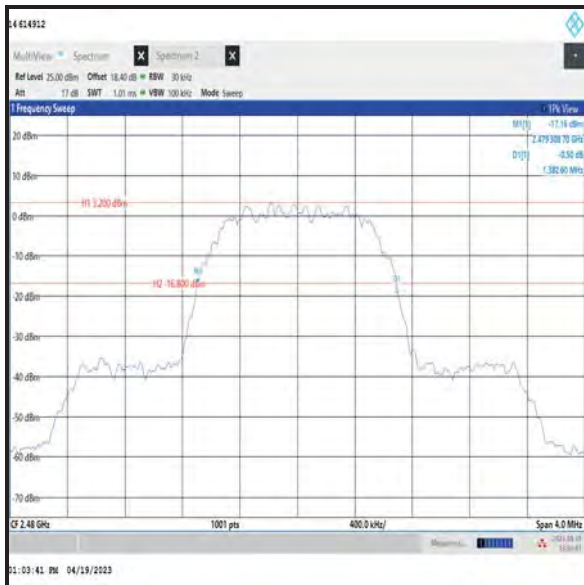 14 614912
MultiView Spectrum X Spectrum 2 X
Ref Level 25.00 dBm Offset 18.40 dB RBW 30 kHz
Att 17 dB SWT 1.01 ms VBW 100 kHz Mode Sweep
1 Frequency Sweep 1Pk View
M1[1] -17.16 dBm
2.479 308 70 GHz
20 dBm
D1[1] -0.50 dB
1.382 60 MHz
10 dBm
H1 3.200 dBm
0 dBm
-10 dBm
M1
D1
H2 -16.800 dBm
-20 dBm
-30 dBm
-40 dBm
-50 dBm
-60 dBm
-70 dBm
CF 2.48 GHz 1001 pts 400.0 kHz/ Span 4.0 MHz
01:03:41 PM 04/19/2023